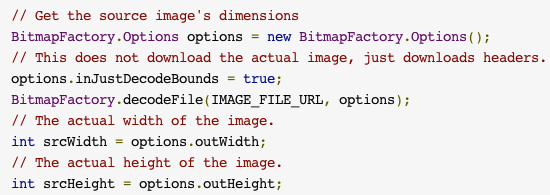 // Get the source image's dimensions
BitmapFactory.Options options = new BitmapFactory.Options();
// This does not download the actual image, just downloads headers.
options.inJustDecodeBounds = true;
BitmapFactory.decodeFile(IMAGE_FILE_URL, options);
// The actual width of the image.
int srcWidth = options.outWidth;
// The actual height of the image.
int srcHeight = options.outHeight;